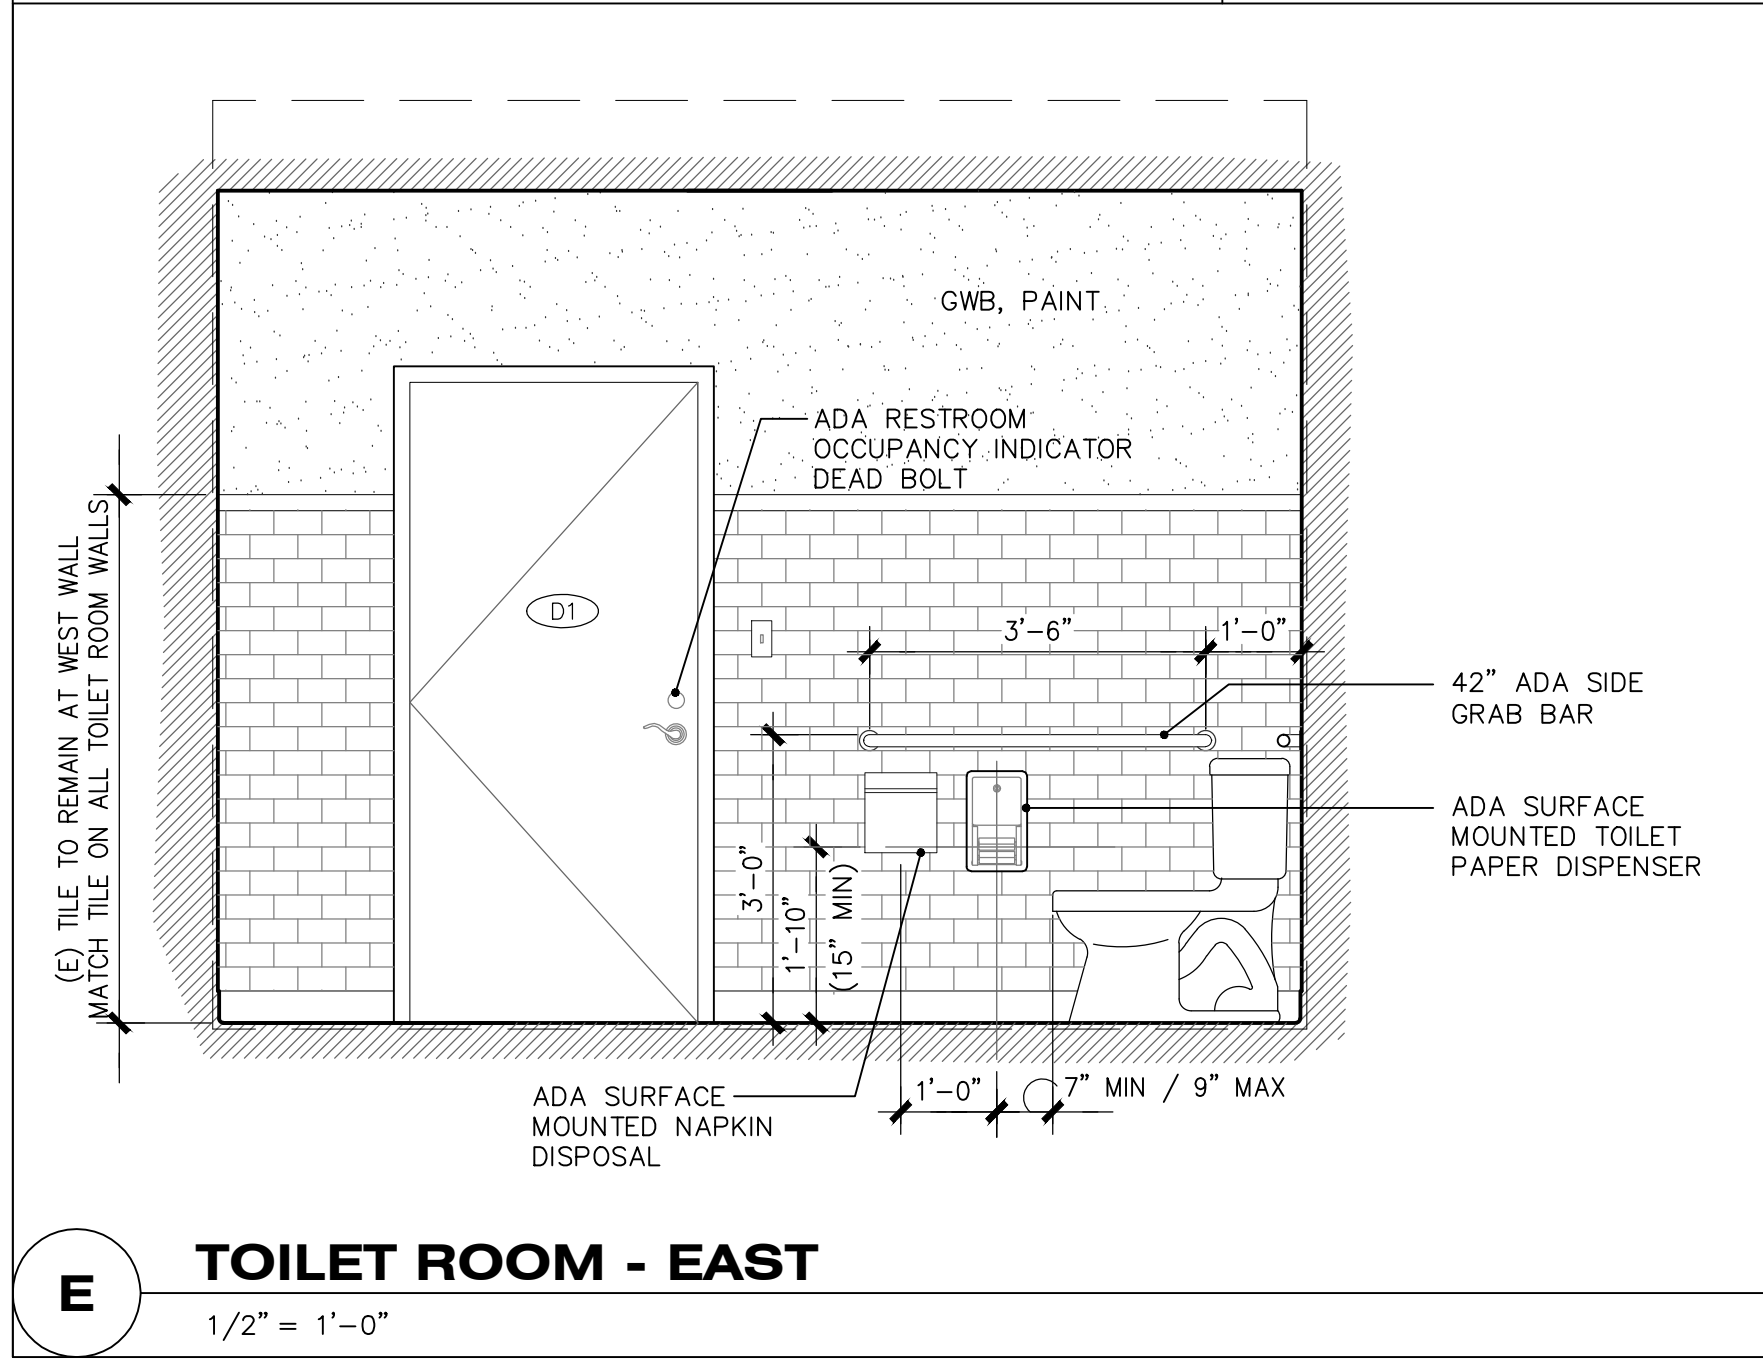 GWB, PAINT
ADA RESTROOM
OCCUPANCY INDICATOR
DEAD BOLT
(E) TILE TO REMAIN AT WEST WALL
MATCH TILE ON ALL TOILET ROOM WALLS
D1
3'-6"
1'-0"
42" ADA SIDE
GRAB BAR
ADA SURFACE
MOUNTED TOILET
PAPER DISPENSER
3'-0"
1'-10"
(15" MIN)
ADA SURFACE
MOUNTED NAPKIN
DISPOSAL
1'-0"
7" MIN / 9" MAX
E
TOILET ROOM - EAST
1/2" = 1'-0"